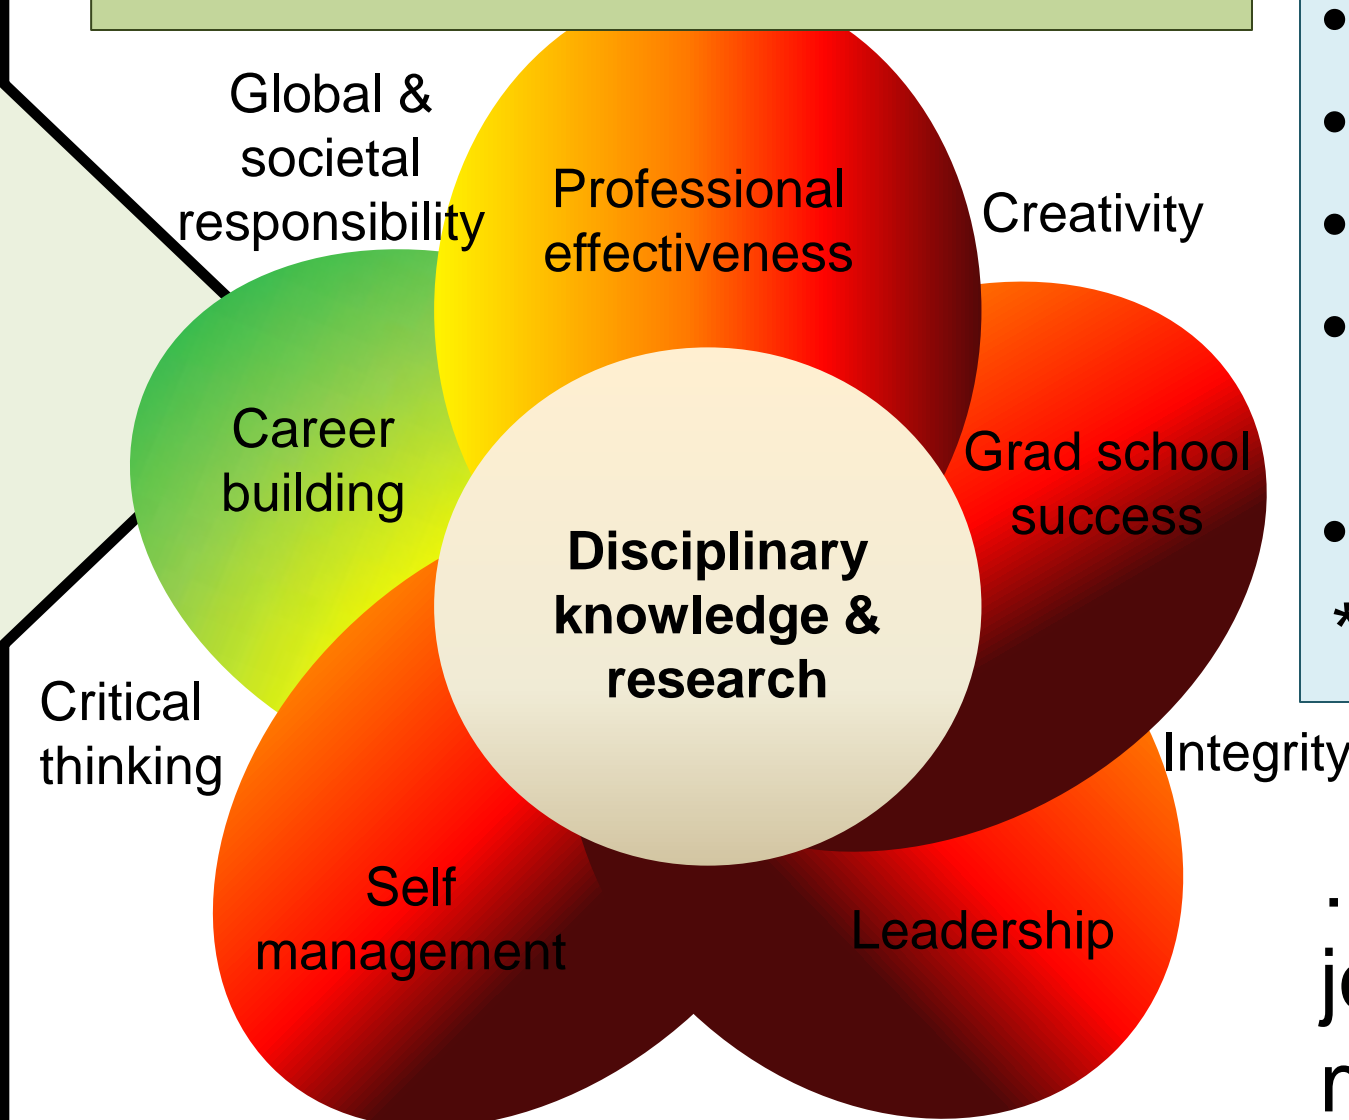 Global &
societal
responsibility
Professional
effectiveness
Creativity
Career
building
Grad school
success
Disciplinary
knowledge &
research
Critical
thinking
Integrity
Self
management
Leadership